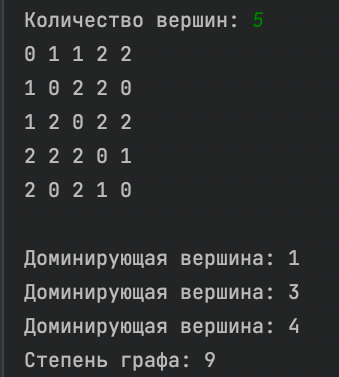 Количество вершин: 5
0 1 1 2 2
1 0 2 2 0
1 2 0 2 2
2 2 2 0 1
2 0 2 1 0
Доминирующая вершина: 1
Доминирующая вершина: 3
Доминирующая вершина: 4
Степень графа: 9